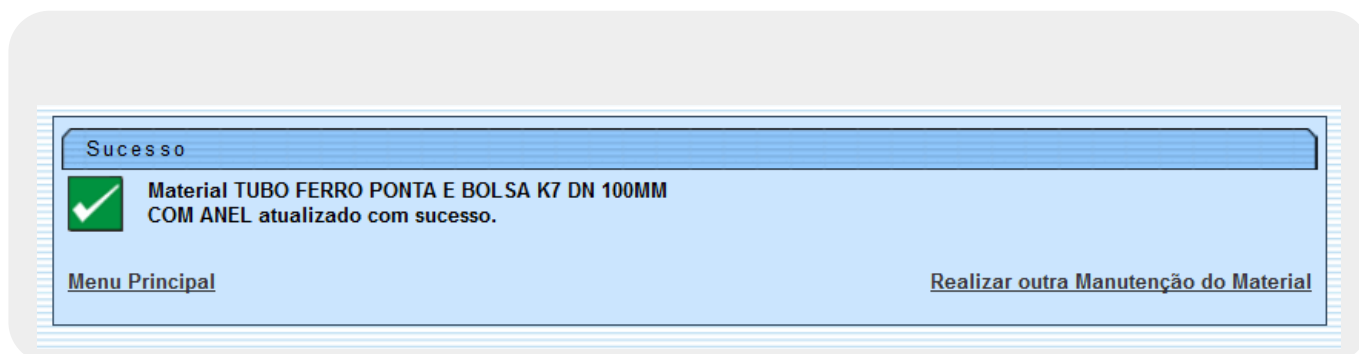 Sucesso
Material TUBO FERRO PONTA E BOLSA K7 DN 100MM
COM ANEL atualizado com sucesso.
Menu Principal
Realizar outra Manutenção do Material